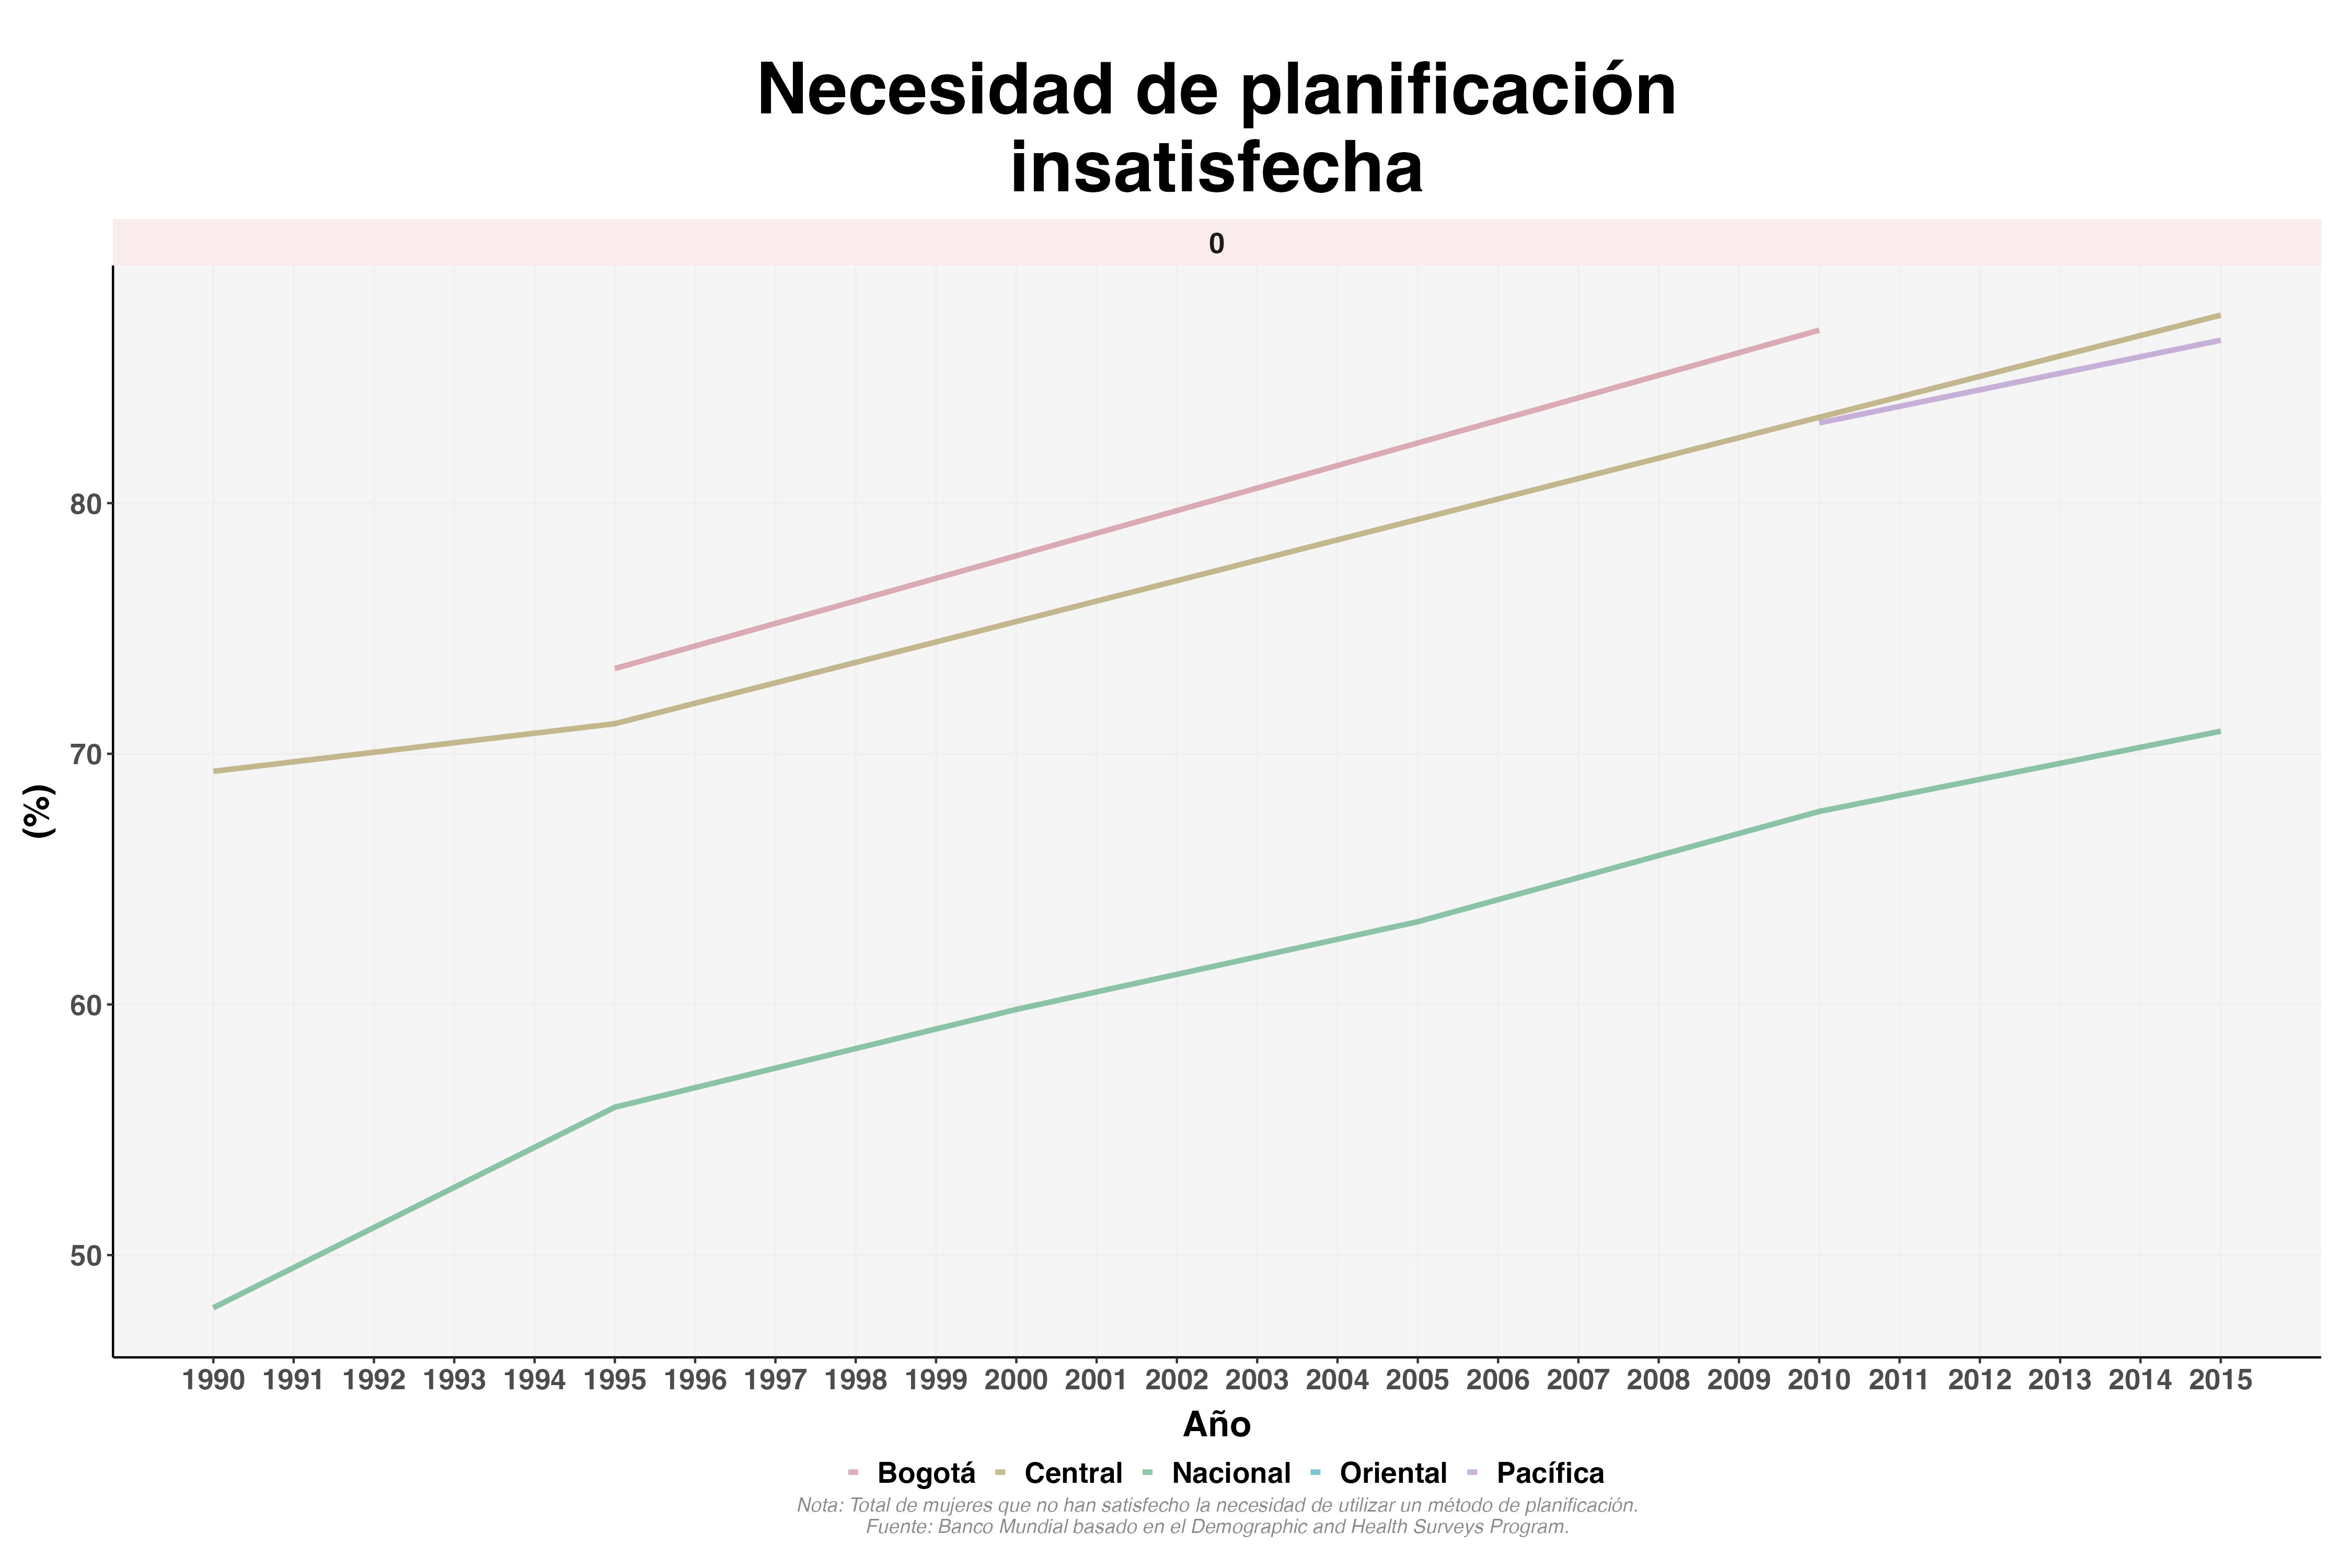 Necesidad de planificación
insatisfecha
0
(%)
80
70
60
50
1990 1991 1992 1993 1994 1995 1996 1997 1998 1999 2000 2001 2002 2003 2004 2005 2006 2007 2008 2009 2010 2011 2012 2013 2014 2015
Año
Bogotá Central Nacional Oriental Pacífica
Nota: Total de mujeres que no han satisfecho la necesidad de utilizar un método de planificación.
Fuente: Banco Mundial basado en el Demographic and Health Surveys Program.